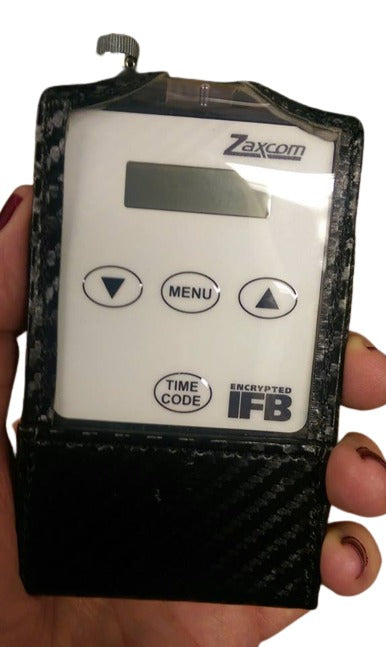 Zaxcom
MENU
TIME
CODE
ENCRYPTED
IFB